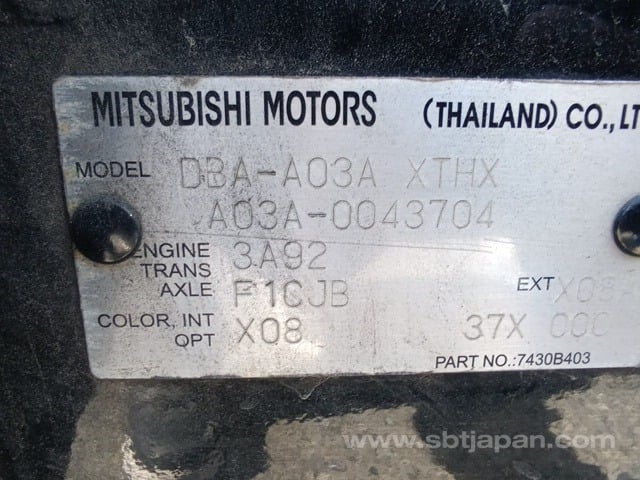 MITSUBISHI MOTORS (THAILAND) CO., LT
MODEL DBA-A03A XTHX
A03A-0043704
ENGINE 3A92
TRANS
AXLE F1CJB EXT
COLOR, INT X08 37X
OPT
PART NO.:7430B403
www.sbtjapan.com